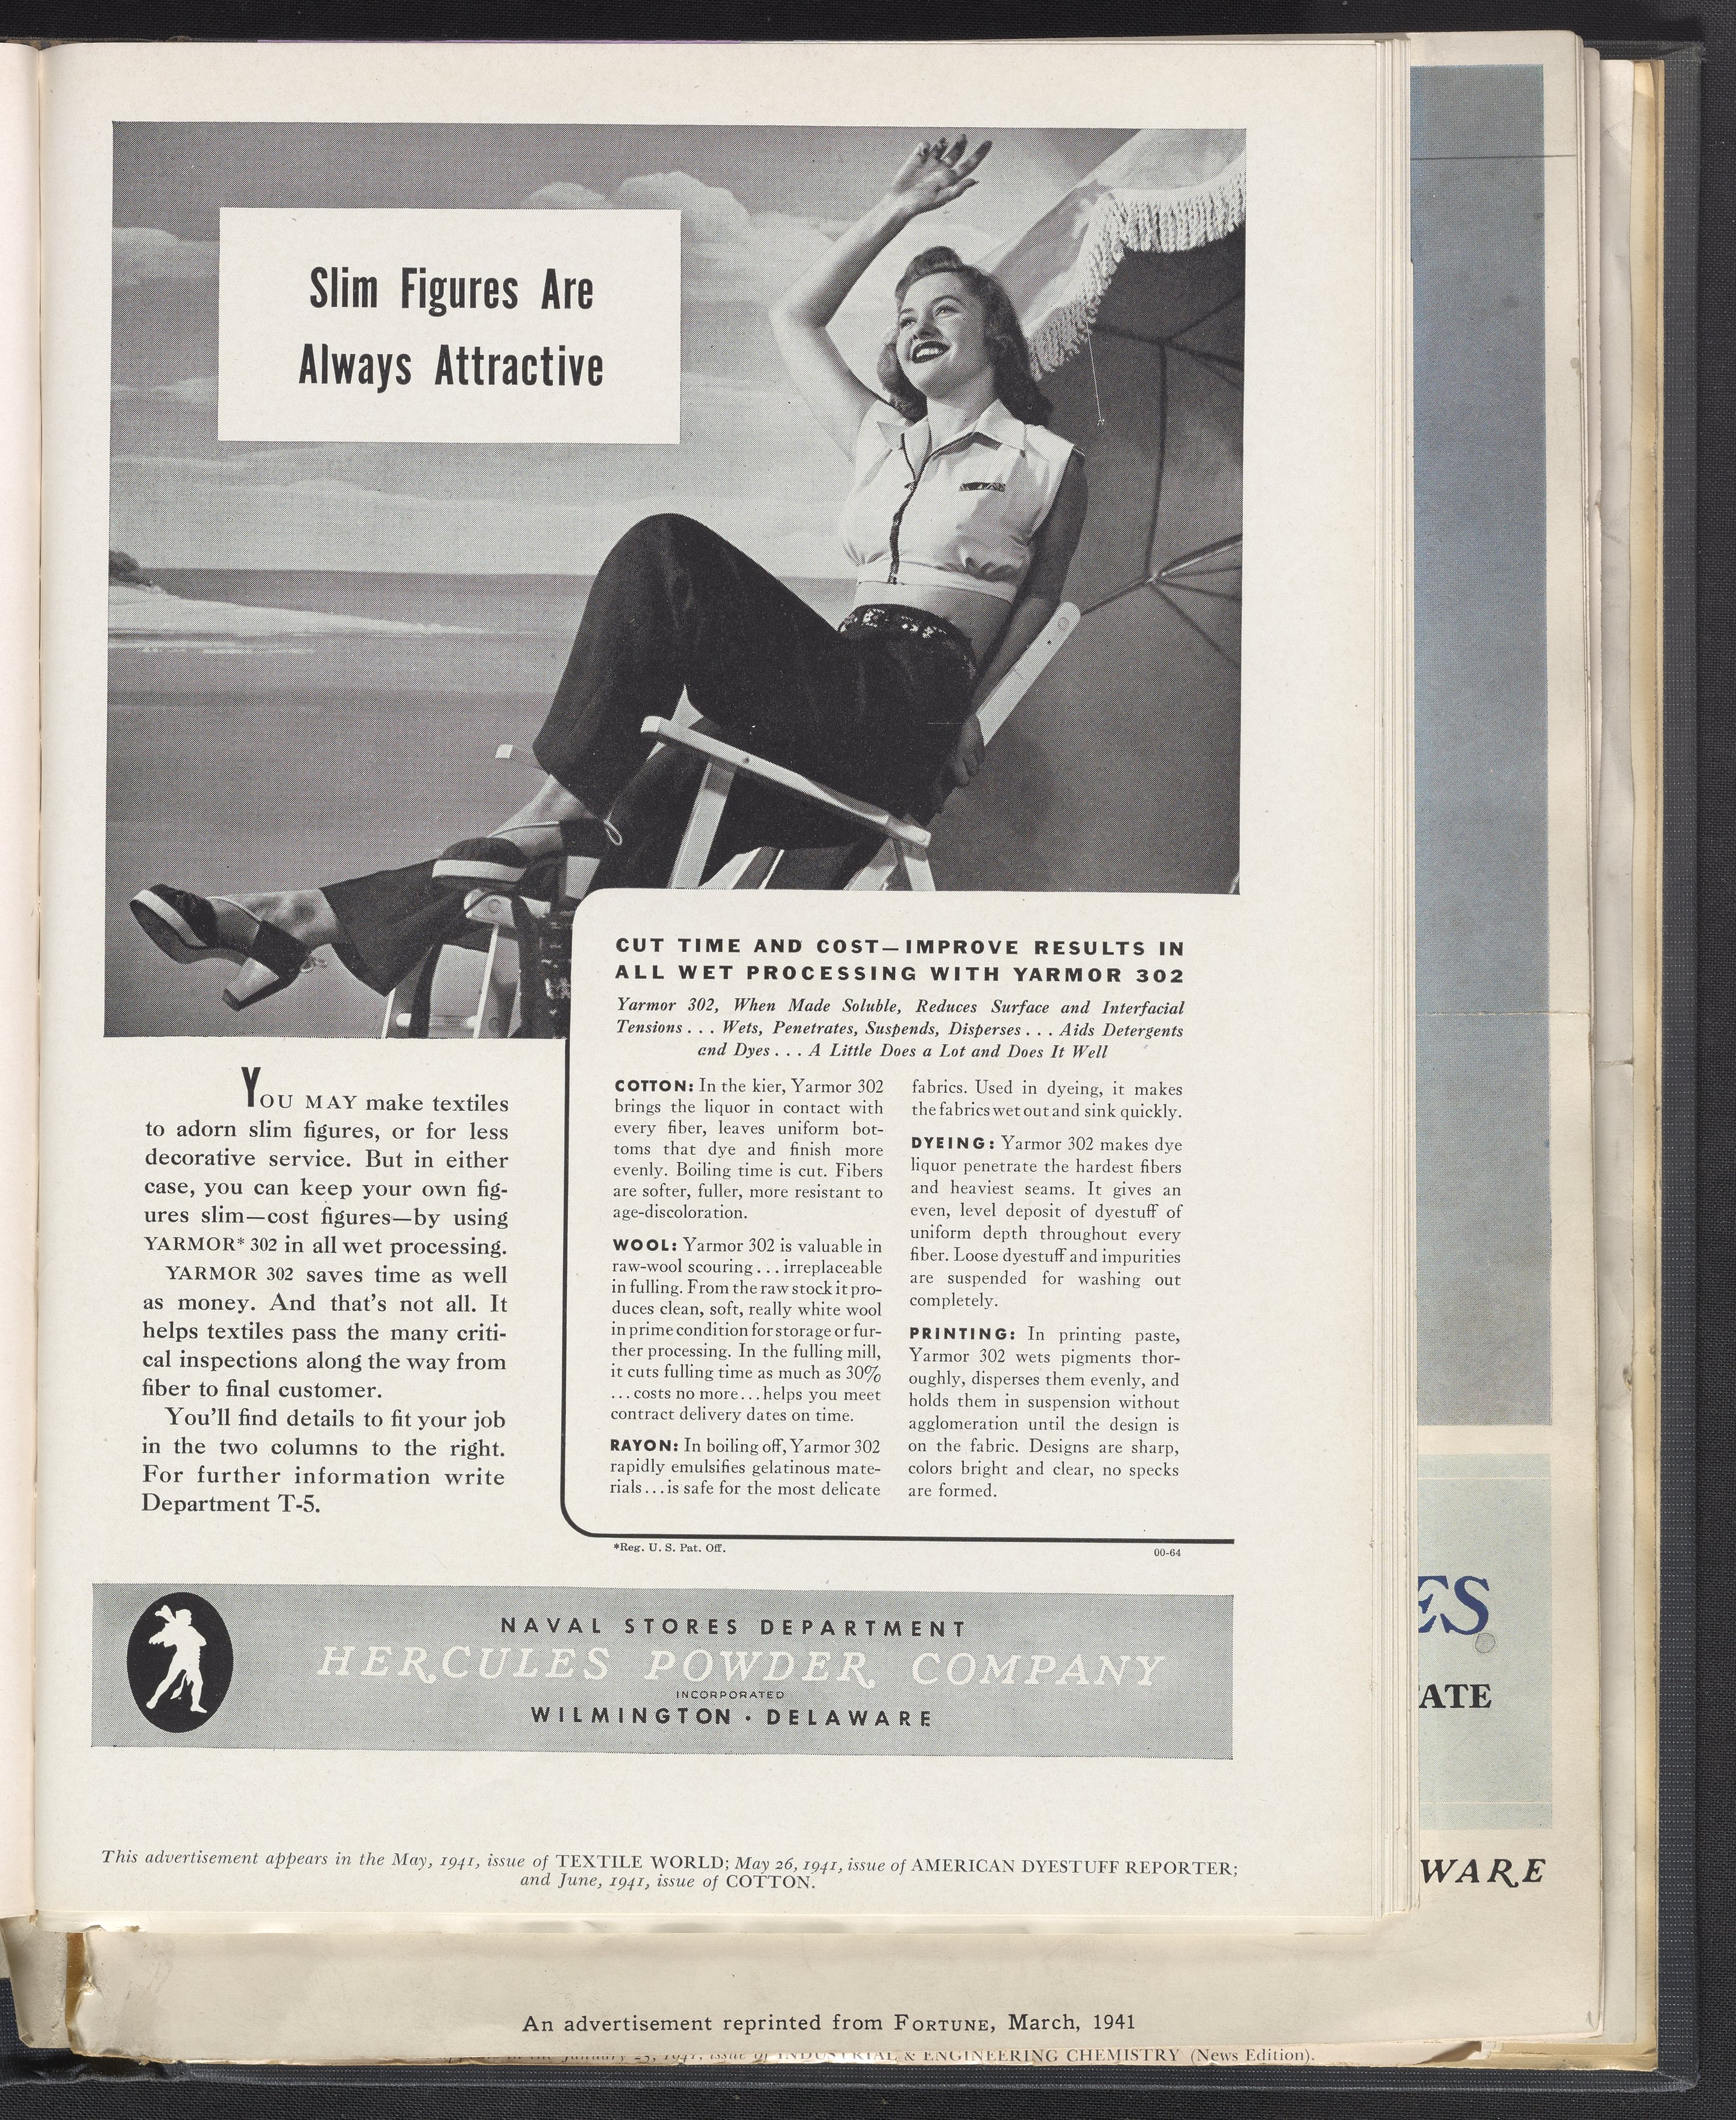 Slim Figures Are
Always Attractive
CUT TIME AND COST—IMPROVE RESULTS IN
ALL WET PROCESSING WITH YARMOR 302
Yarmor 302, When Made Soluble, Reduces Surface and Interfacial
Tensions . . . Wets, Penetrates, Suspends, Disperses . . . Aids Detergents
and Dyes . . . A Little Does a Lot and Does It Well
YOU MAY make textiles
to adorn slim figures, or for less
decorative service. But in either
case, you can keep your own fig-
ures slim—cost figures—by using
YARMOR* 302 in all wet processing.
YARMOR 302 saves time as well
as money. And that's not all. It
helps textiles pass the many criti-
cal inspections along the way from
fiber to final customer.
You'll find details to fit your job
in the two columns to the right.
For further information write
Department T-5.
COTTON: In the kier, Yarmor 302
brings the liquor in contact with
every fiber, leaves uniform bot-
toms that dye and finish more
evenly. Boiling time is cut. Fibers
are softer, fuller, more resistant to
age-discoloration.
WOOL: Yarmor 302 is valuable in
raw-wool scouring . . . irreplaceable
in fulling. From the raw stock it pro-
duces clean, soft, really white wool
in prime condition for storage or fur-
ther processing. In the fulling mill,
it cuts fulling time as much as 30%
. . . costs no more . . . helps you meet
contract delivery dates on time.
RAYON: In boiling off, Yarmor 302
rapidly emulsifies gelatinous mate-
rials . . . is safe for the most delicate
fabrics. Used in dyeing, it makes
the fabrics wet out and sink quickly.
DYEING: Yarmor 302 makes dye
liquor penetrate the hardest fibers
and heaviest seams. It gives an
even, level deposit of dyestuff of
uniform depth throughout every
fiber. Loose dyestuff and impurities
are suspended for washing out
completely.
PRINTING: In printing paste,
Yarmor 302 wets pigments thor-
oughly, disperses them evenly, and
holds them in suspension without
agglomeration until the design is
on the fabric. Designs are sharp,
colors bright and clear, no specks
are formed.
*Reg. U. S. Pat. Off.
00-64
NAVAL STORES DEPARTMENT
HERCULES POWDER COMPANY
INCORPORATED
WILMINGTON · DELAWARE
This advertisement appears in the May, 1941, issue of TEXTILE WORLD; May 26, 1941, issue of AMERICAN DYESTUFF REPORTER;
and June, 1941, issue of COTTON.
ES
ATE
WARE
An advertisement reprinted from FORTUNE, March, 1941
January 25, 1941, issue of INDUSTRIAL & ENGINEERING CHEMISTRY (News Edition).